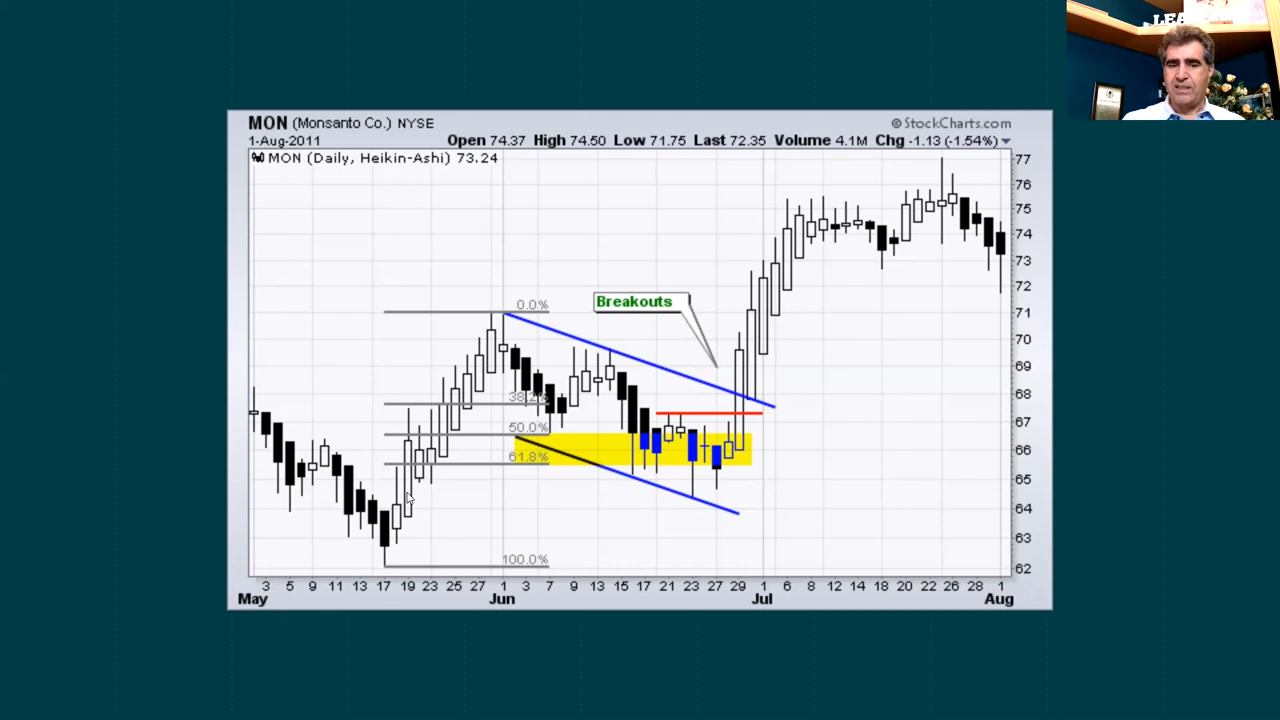 LEA
MON (Monsanto Co.) NYSE
© StockCharts.com
1-Aug-2011
Open 74.37 High 74.50 Low 71.75 Last 72.35 Volume 4.1M Chg -1.13 (-1.54%)
MON (Daily, Heikin-Ashi) 73.24
77
76
75
74
73
72
71
70
69
68
67
66
65
64
63
62
Breakouts
0.0%
38.2%
50.0%
61.8%
100.0%
3 5 9 11 13 17 19 23 25 27 1 3 7 9 13 15 17 21 23 27 29 1 6 8 12 14 18 20 22 26 28 1
May Jun Jul Aug